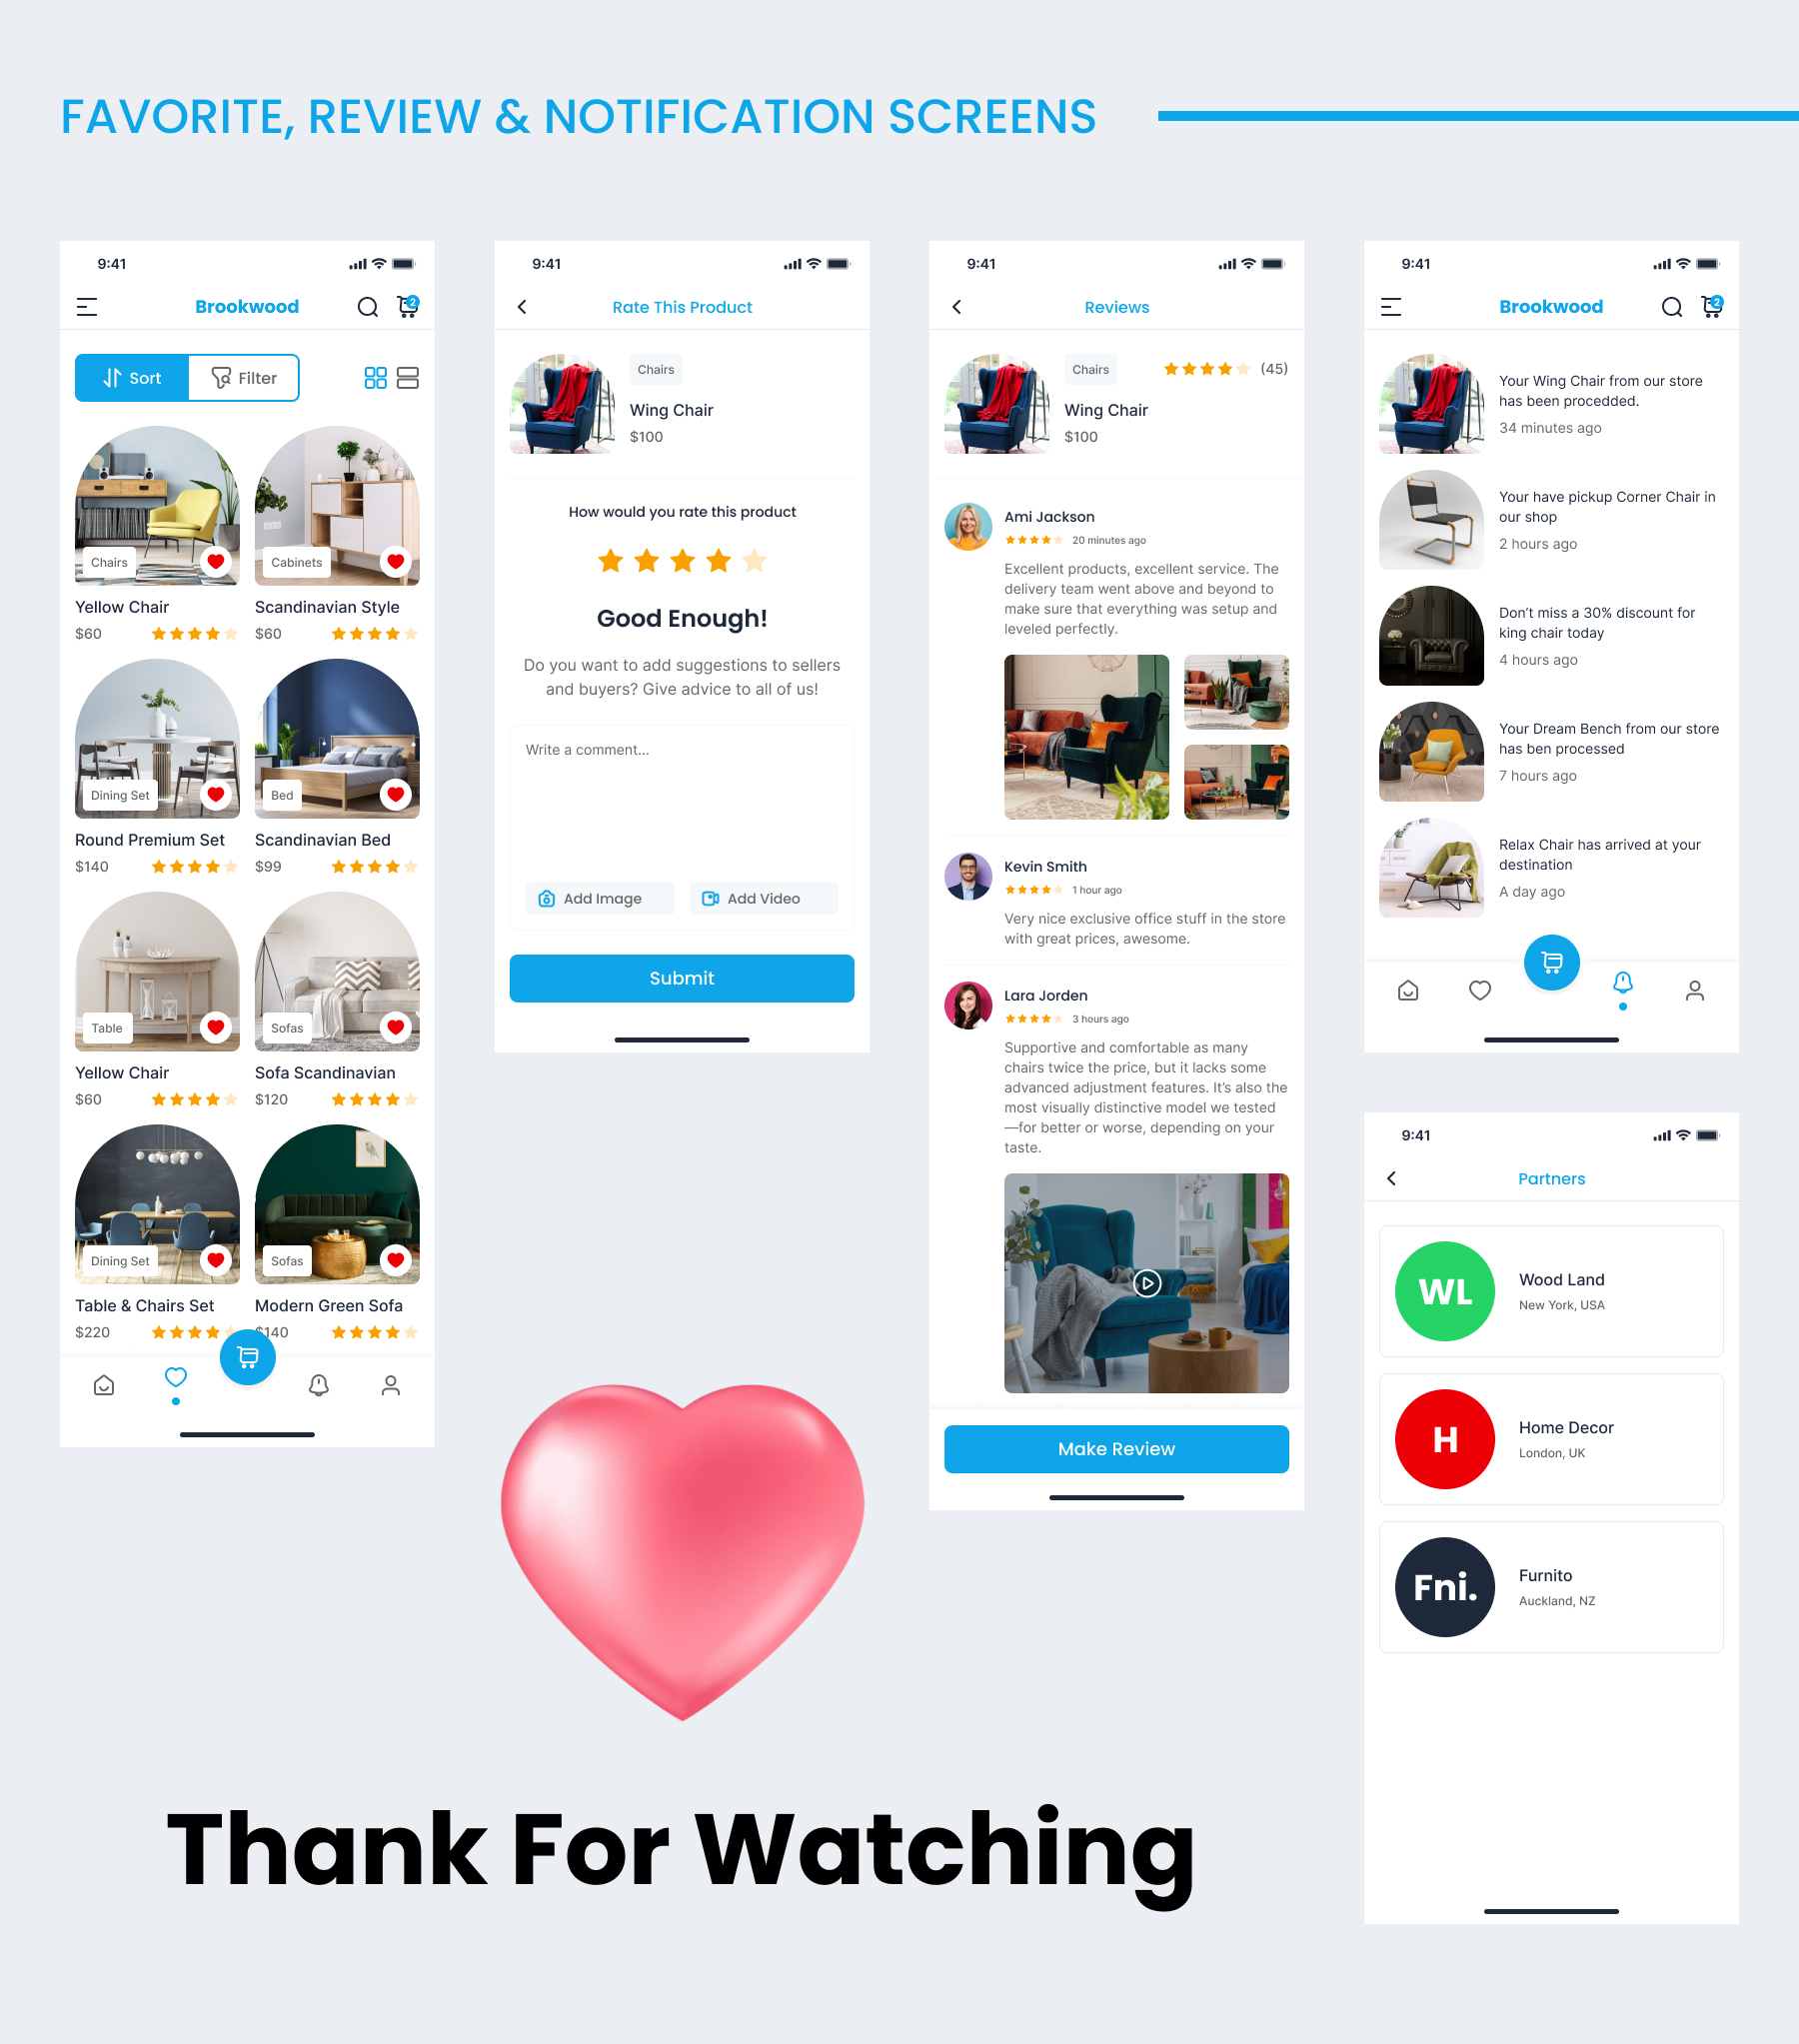 FAVORITE, REVIEW & NOTIFICATION SCREENS
9:41
Brookwood
2
Sort
Filter
Chairs
Cabinets
Yellow Chair
Scandinavian Style
$60
$60
Dining Set
Bed
Round Premium Set
Scandinavian Bed
$140
$99
Table
Sofas
Yellow Chair
Sofa Scandinavian
$60
$120
Dining Set
Sofas
Table & Chairs Set
Modern Green Sofa
$220
$140
9:41
Rate This Product
Chairs
Wing Chair
$100
How would you rate this product
Good Enough!
Do you want to add suggestions to sellers
and buyers? Give advice to all of us!
Write a comment...
Add Image
Add Video
Submit
9:41
Reviews
Chairs
(45)
Wing Chair
$100
Ami Jackson
20 minutes ago
Excellent products, excellent service. The
delivery team went above and beyond to
make sure that everything was setup and
leveled perfectly.
Kevin Smith
1 hour ago
Very nice exclusive office stuff in the store
with great prices, awesome.
Lara Jorden
3 hours ago
Supportive and comfortable as many
chairs twice the price, but it lacks some
advanced adjustment features. It's also the
most visually distinctive model we tested
—for better or worse, depending on your
taste.
Make Review
9:41
Brookwood
2
Your Wing Chair from our store
has been procedded.
34 minutes ago
Your have pickup Corner Chair in
our shop
2 hours ago
Don't miss a 30% discount for
king chair today
4 hours ago
Your Dream Bench from our store
has ben processed
7 hours ago
Relax Chair has arrived at your
destination
A day ago
9:41
Partners
WL
Wood Land
New York, USA
H
Home Decor
London, UK
Fni.
Furnito
Auckland, NZ
Thank For Watching